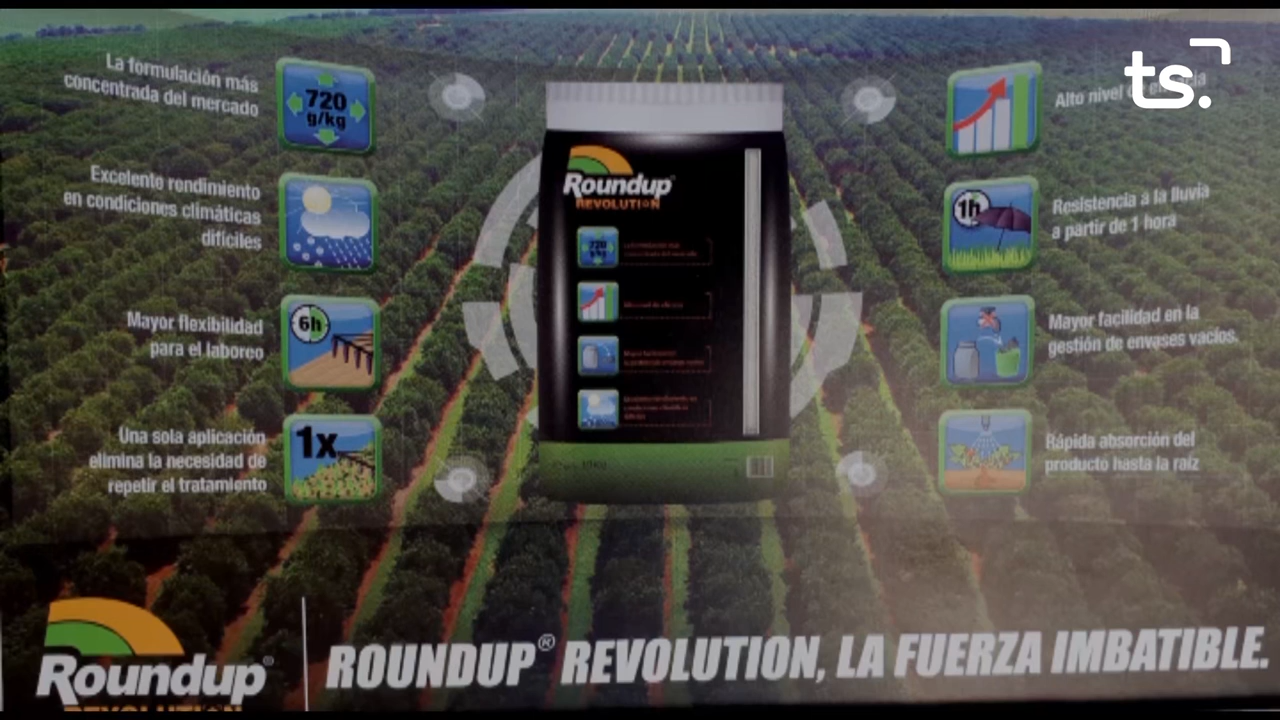 ts.
La formulación más
concentrada del mercado
720
g/kg
Excelente rendimiento
en condiciones climáticas
difíciles
6h
Mayor flexibilidad
para el laboreo
1x
Una sola aplicación
elimina la necesidad de
repetir el tratamiento
Roundup
REVOLUTION
720
g/kg
Alto nivel de
1h
Resistencia a la lluvia
a partir de 1 hora
Mayor facilidad en la
gestión de envases vacíos.
Rápida absorción del
producto hasta la raíz
Roundup®
REVOLUTION
ROUNDUP® REVOLUTION, LA FUERZA IMBATIBLE.